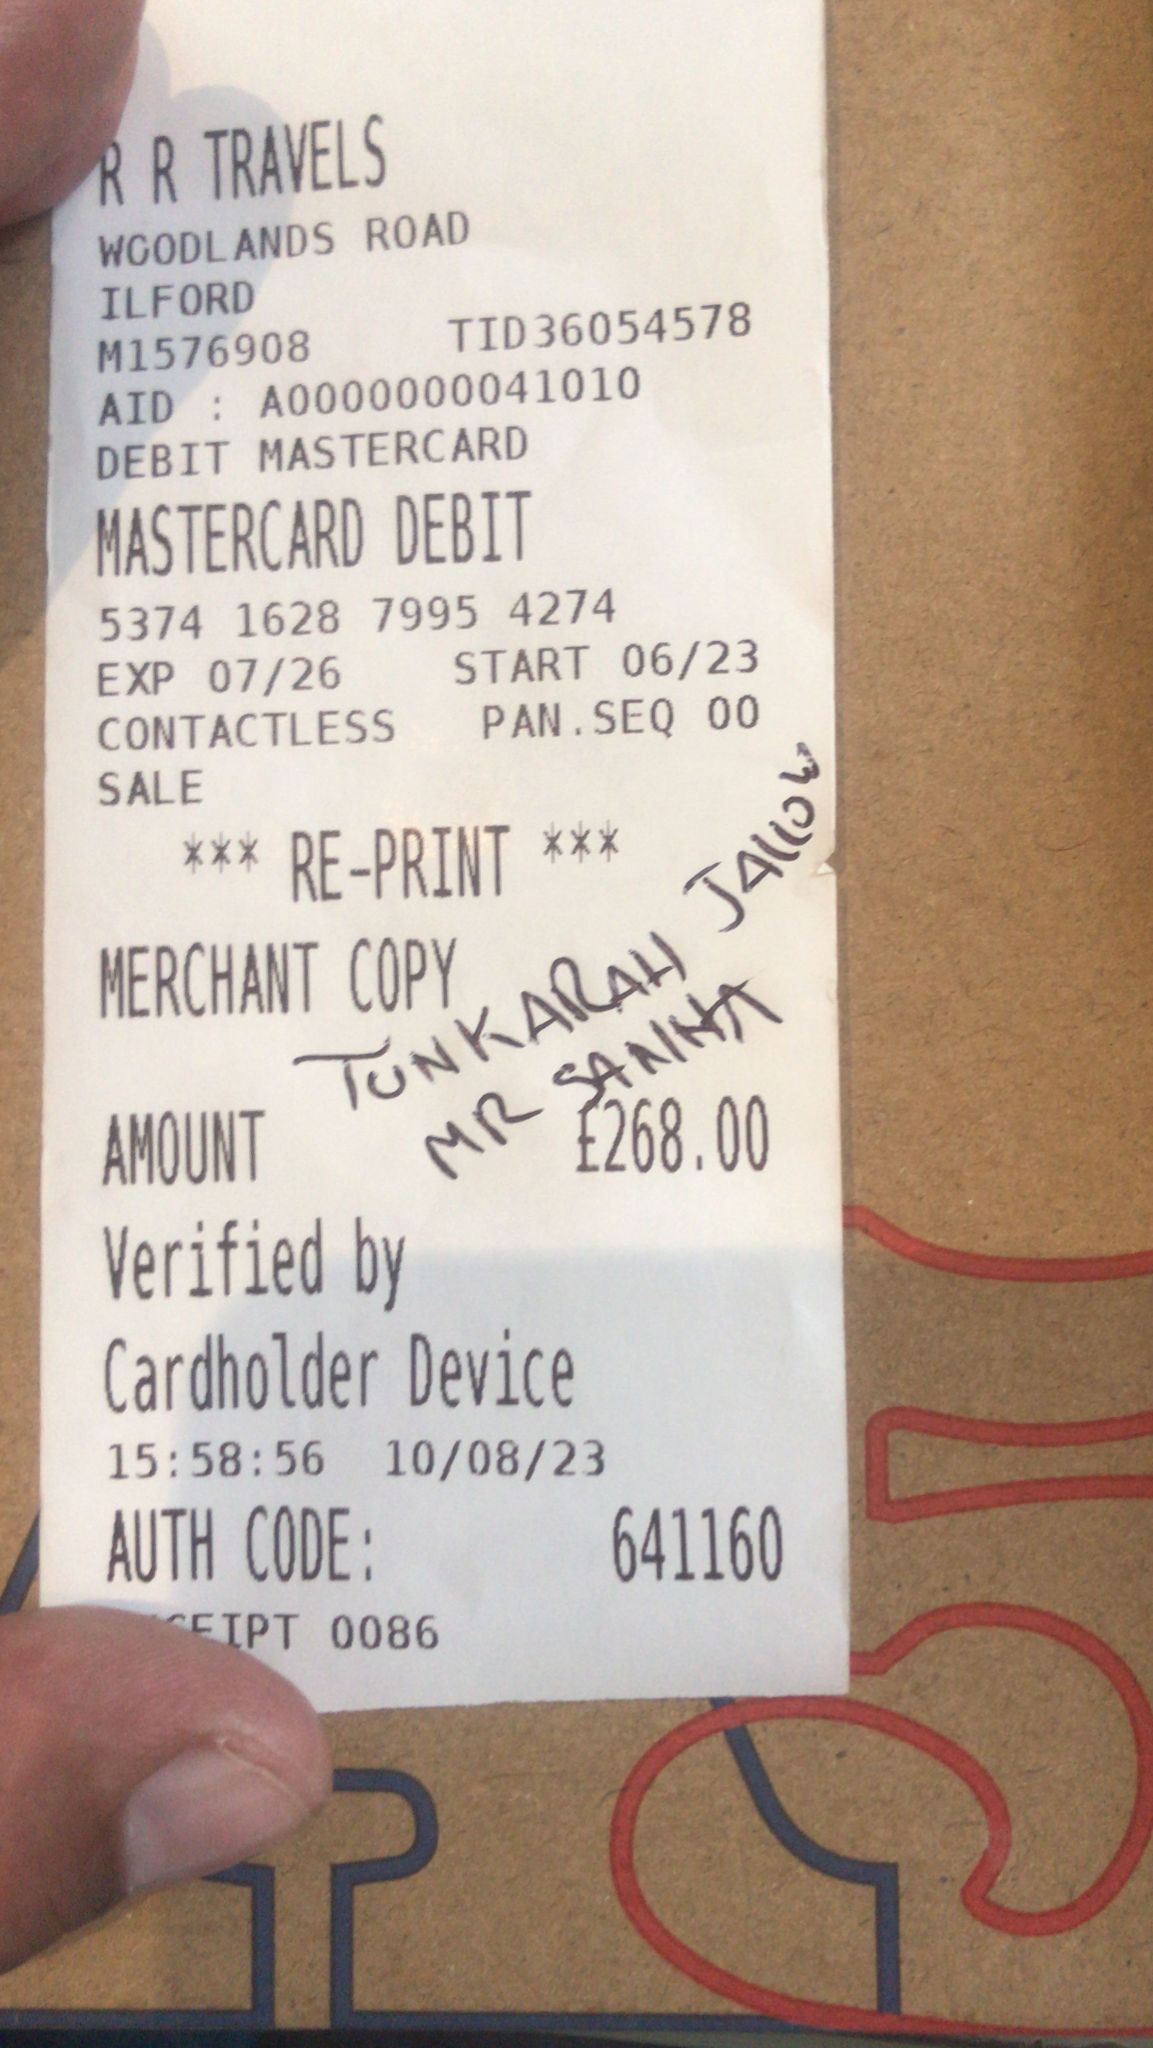 R R TRAVELS
WOODLANDS ROAD
ILFORD
M1576908 TID36054578
AID : A0000000041010
DEBIT MASTERCARD
MASTERCARD DEBIT
5374 1628 7995 4274
EXP 07/26 START 06/23
CONTACTLESS PAN.SEQ 00
SALE
*** RE-PRINT ***
MERCHANT COPY
TUNKARAH JALLOW
MR SANNA
AMOUNT £268.00
Verified by
Cardholder Device
15:58:56 10/08/23
AUTH CODE: 641160
CEIPT 0086